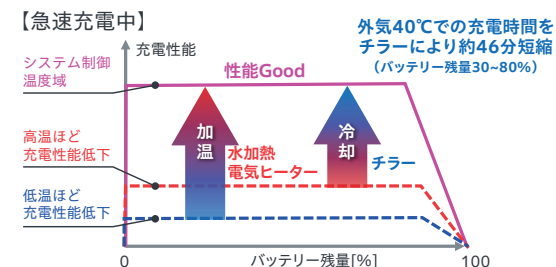 【急速充電中】
外気40℃での充電時間を
チラーにより約46分短縮
（バッテリー残量30~80%）
充電性能
システム制御
温度域
性能Good
高温ほど
充電性能低下
加温
水加熱
電気ヒーター
冷却
チラー
低温ほど
充電性能低下
0
バッテリー残量[%]
100